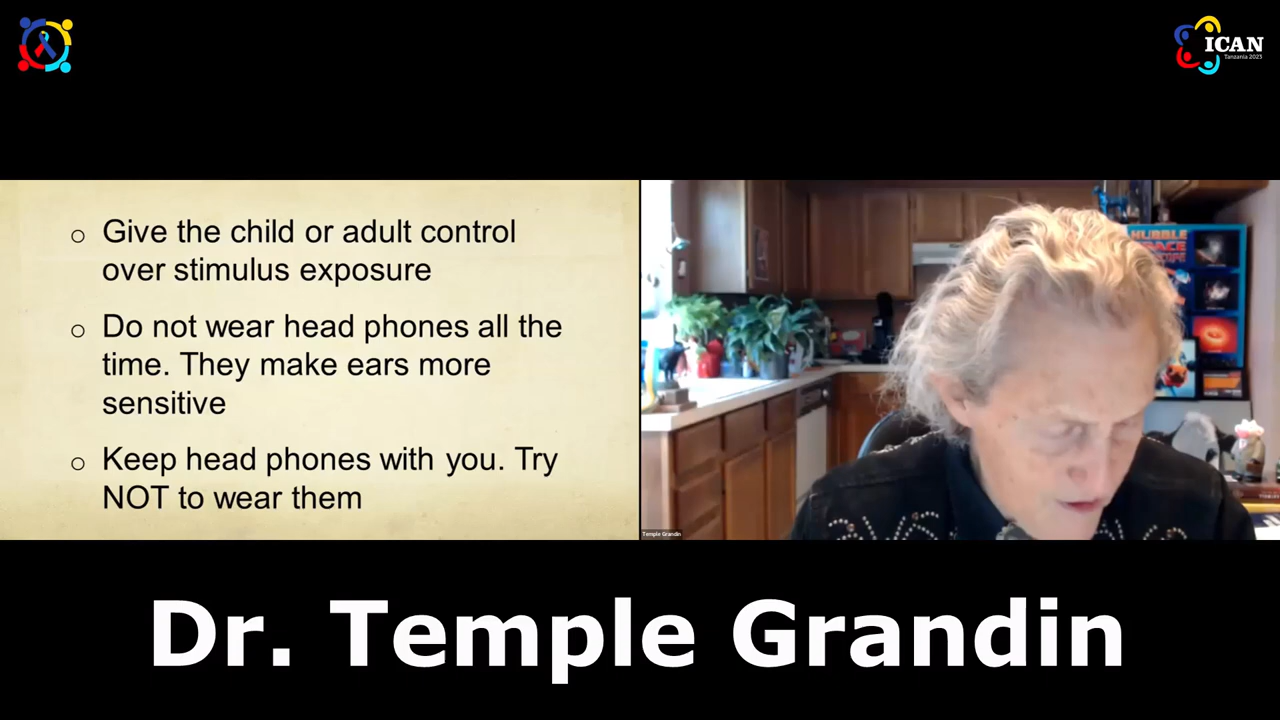 ICAN
Tanzania 2023
o Give the child or adult control
over stimulus exposure
o Do not wear head phones all the
time. They make ears more
sensitive
o Keep head phones with you. Try
NOT to wear them
HUBBLE
SPACE
Temple Grandin
Dr. Temple Grandin